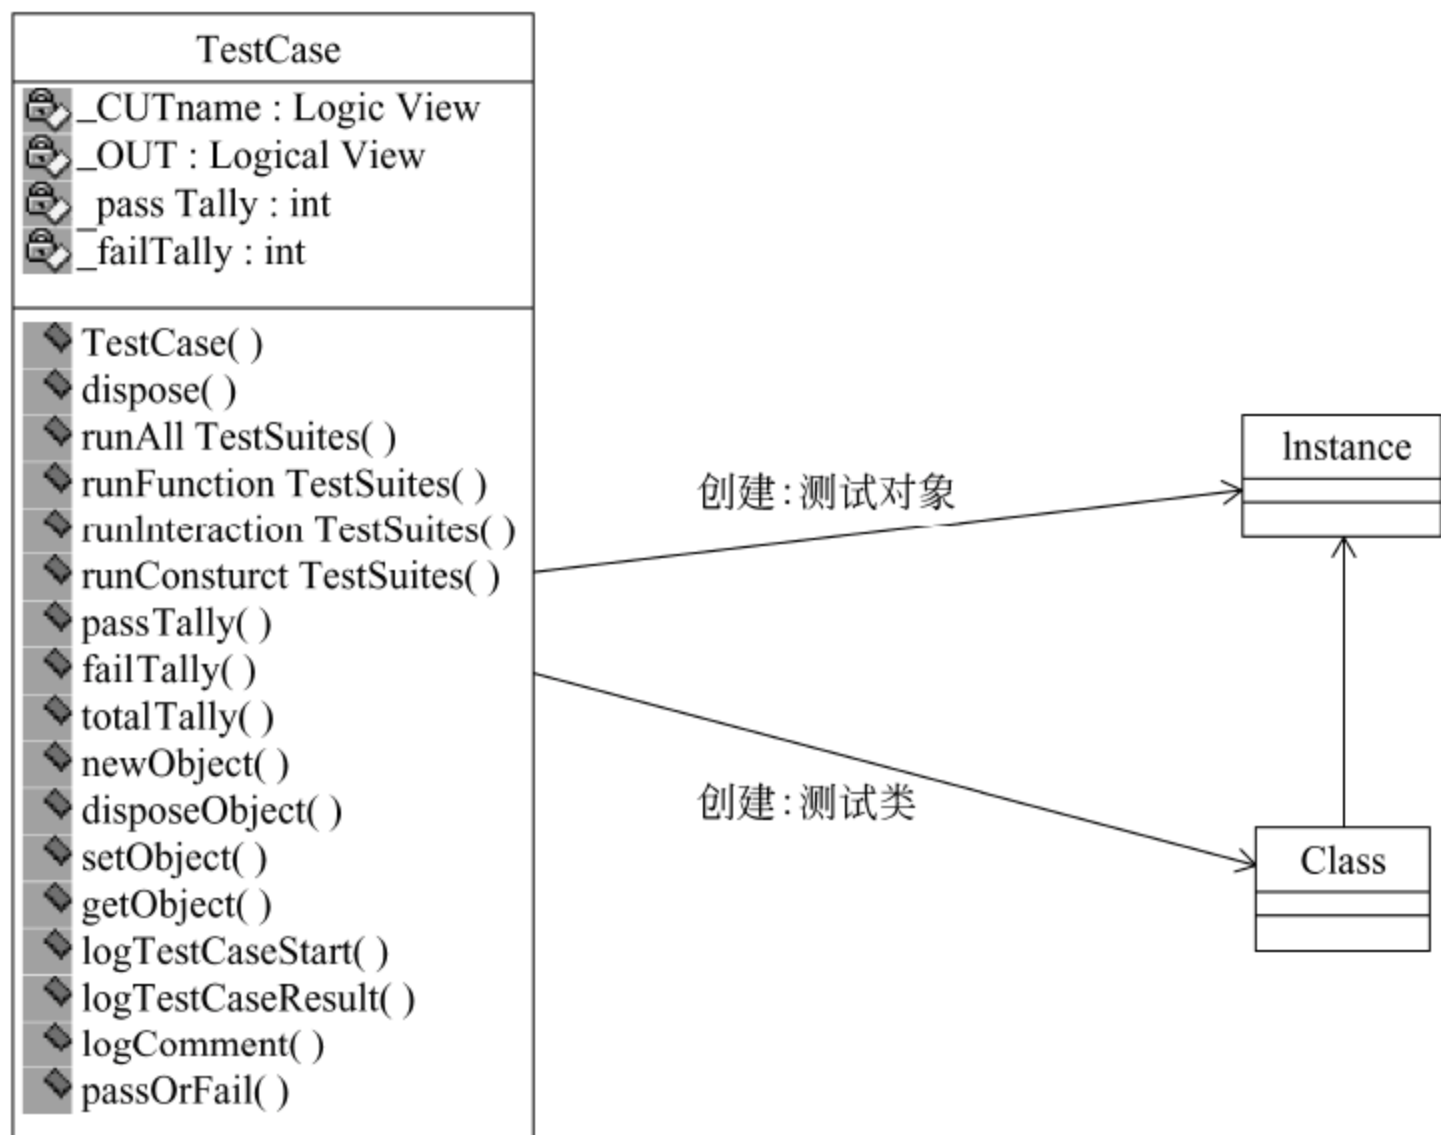 TestCase
_CUTname : Logic View
_OUT : Logical View
_pass Tally : int
_failTally : int
TestCase( )
dispose( )
runAll TestSuites( )
runFunction TestSuites( )
runInteraction TestSuites( )
runConsturct TestSuites( )
passTally( )
failTally( )
totalTally( )
newObject( )
disposeObject( )
setObject( )
getObject( )
logTestCaseStart( )
logTestCaseResult( )
logComment( )
passOrFail( )
创建:测试对象
Instance
创建:测试类
Class